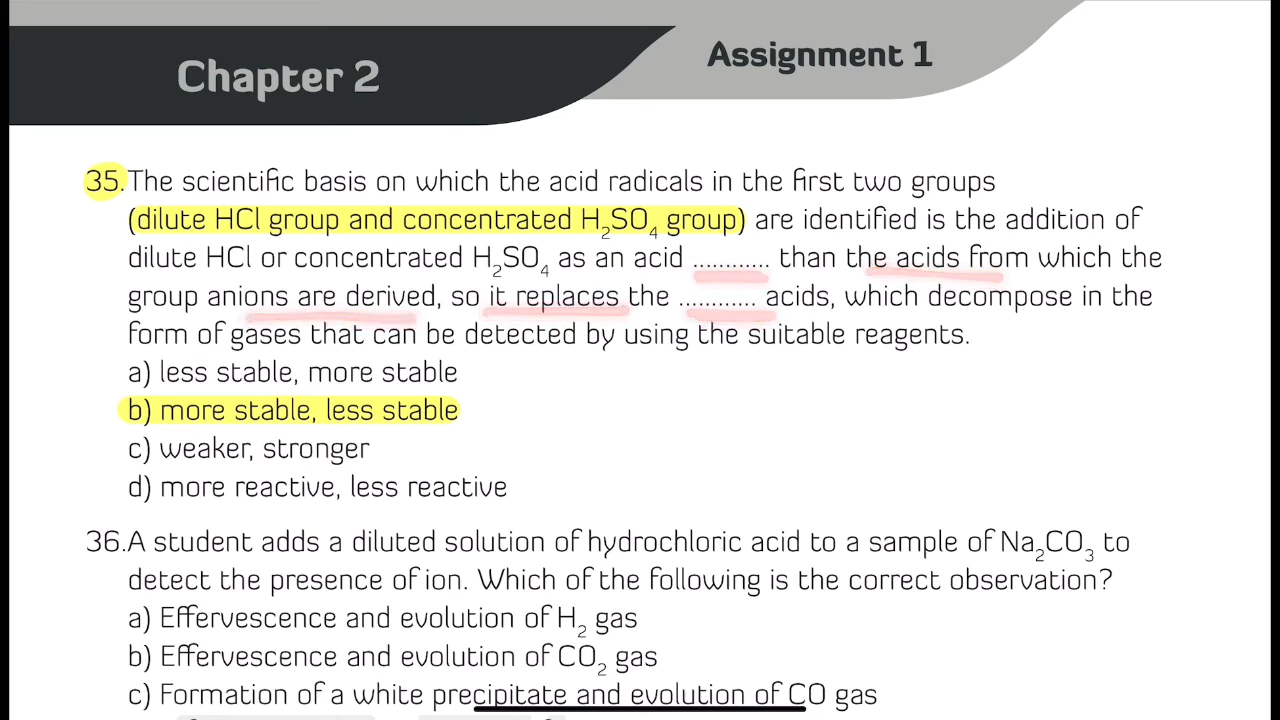 Chapter 2
Assignment 1
35.The scientific basis on which the acid radicals in the first two groups
(dilute HCl group and concentrated H₂SO₄ group) are identified is the addition of
dilute HCl or concentrated H₂SO₄ as an acid ............ than the acids from which the
group anions are derived, so it replaces the ............ acids, which decompose in the
form of gases that can be detected by using the suitable reagents.
a) less stable, more stable
b) more stable, less stable
c) weaker, stronger
d) more reactive, less reactive
36.A student adds a diluted solution of hydrochloric acid to a sample of Na₂CO₃ to
detect the presence of ion. Which of the following is the correct observation?
a) Effervescence and evolution of H₂ gas
b) Effervescence and evolution of CO₂ gas
c) Formation of a white precipitate and evolution of CO gas